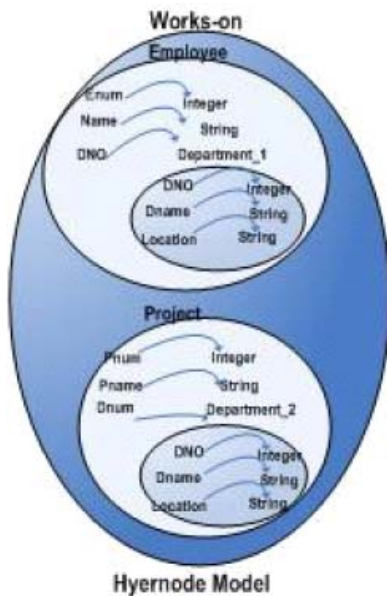 Works-on
Employee
Enum Integer
Name String
DNO Department_1
DNO Integer
Dname String
Location String
Project
Pnum Integer
Pname String
Dnum Department_2
DNO Integer
Dname String
Location String
Hyernode Model